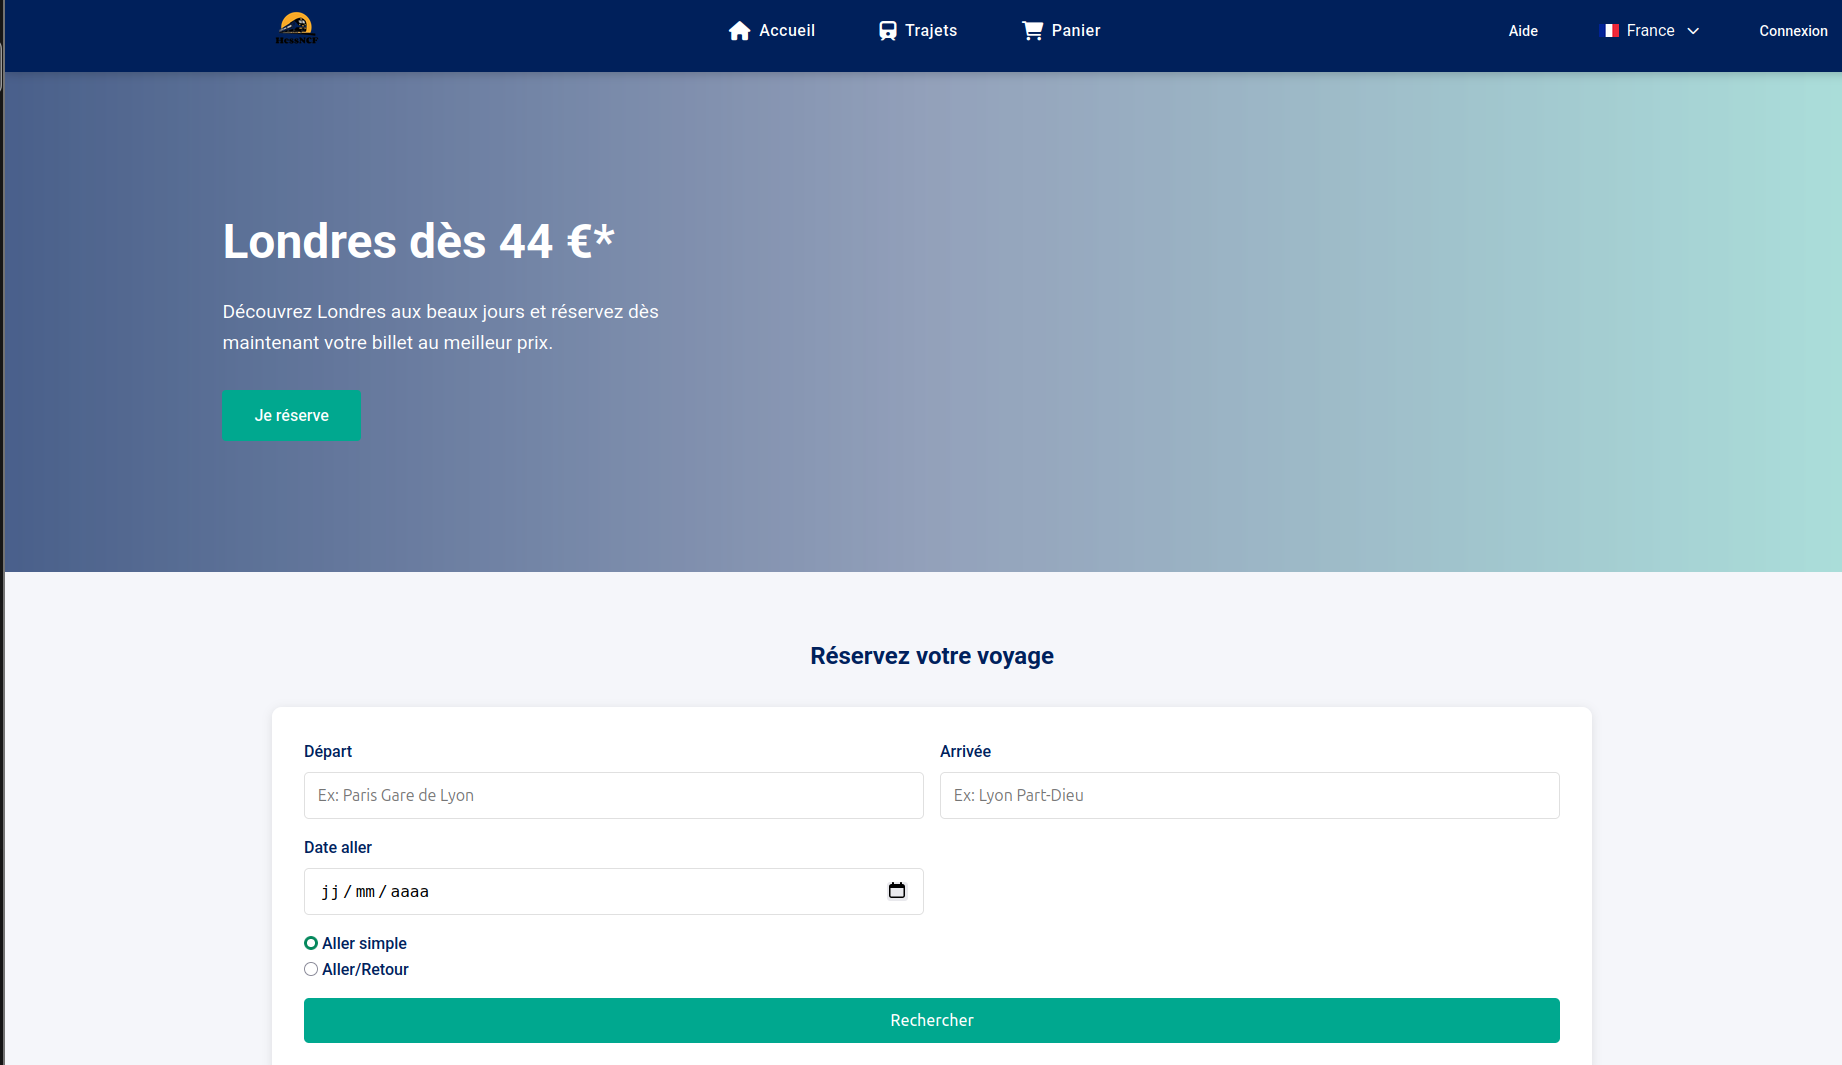 HessNCF
Accueil
Trajets
Panier
Aide
France
Connexion
Londres dès 44 €*
Découvrez Londres aux beaux jours et réservez dès
maintenant votre billet au meilleur prix.
Je réserve
Réservez votre voyage
Départ
Arrivée
Ex: Paris Gare de Lyon
Ex: Lyon Part-Dieu
Date aller
jj/mm/aaaa
Aller simple
Aller/Retour
Rechercher